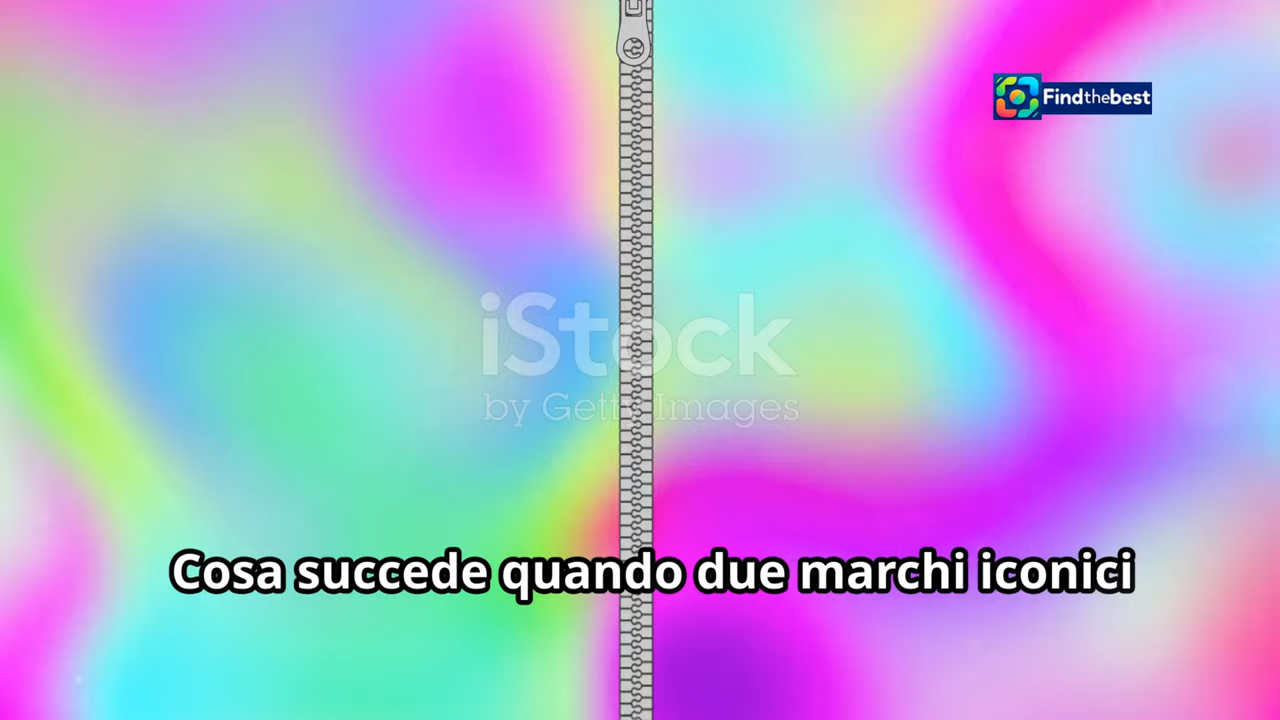 Findthebest
iStock
by Getty Images
Cosa succede quando due marchi iconici